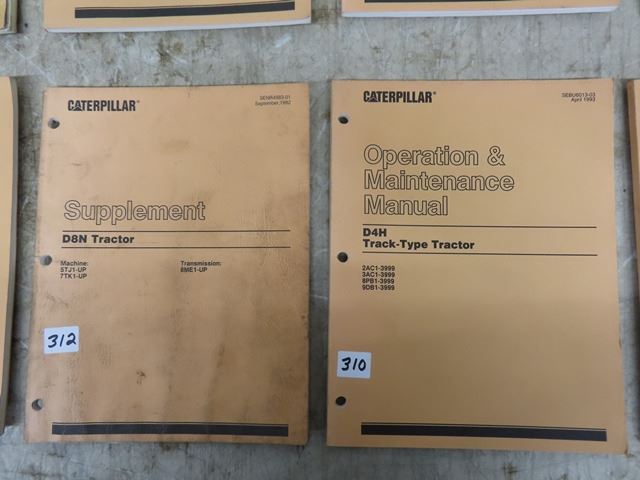 CATERPILLAR®
SENR4983-01
September, 1992
Supplement
D8N Tractor
Machine:
5TJ1-UP
7TK1-UP
Transmission:
8ME1-UP
312
CATERPILLAR®
SEBU6013-03
April 1993
Operation &
Maintenance
Manual
D4H
Track-Type Tractor
2AC1-3999
3AC1-3999
8PB1-3999
9DB1-3999
310